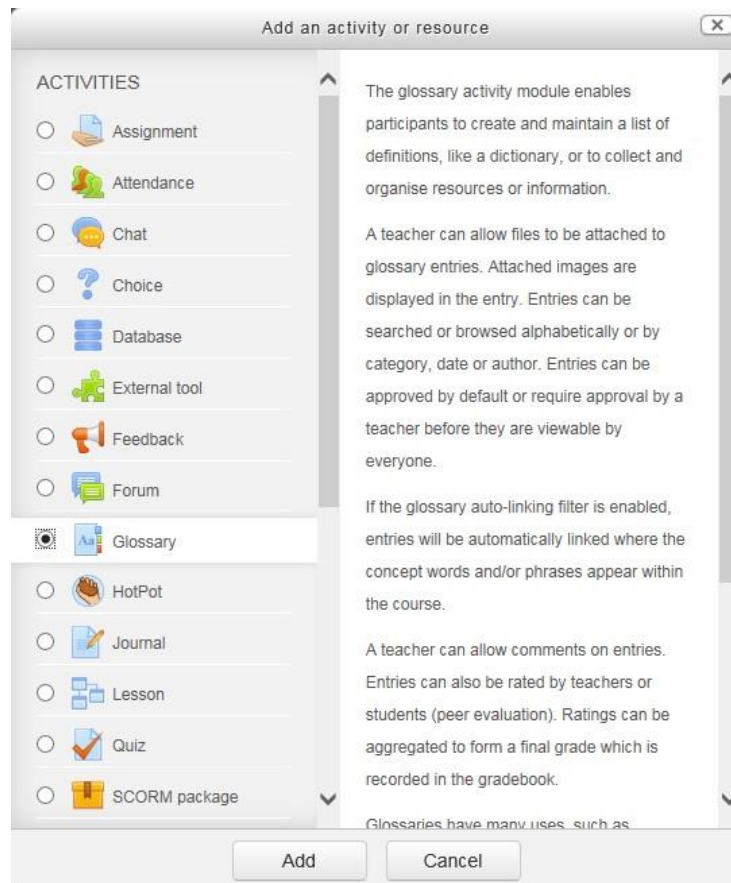 Add an activity or resource
ACTIVITIES
Assignment
Attendance
Chat
Choice
Database
External tool
Feedback
Forum
Aa
Glossary
HotPot
Journal
Lesson
Quiz
SCORM package
The glossary activity module enables
participants to create and maintain a list of
definitions, like a dictionary, or to collect and
organise resources or information.
A teacher can allow files to be attached to
glossary entries. Attached images are
displayed in the entry. Entries can be
searched or browsed alphabetically or by
category, date or author. Entries can be
approved by default or require approval by a
teacher before they are viewable by
everyone.
If the glossary auto-linking filter is enabled,
entries will be automatically linked where the
concept words and/or phrases appear within
the course.
A teacher can allow comments on entries.
Entries can also be rated by teachers or
students (peer evaluation). Ratings can be
aggregated to form a final grade which is
recorded in the gradebook.
Glossaries have many uses, such as
Add
Cancel